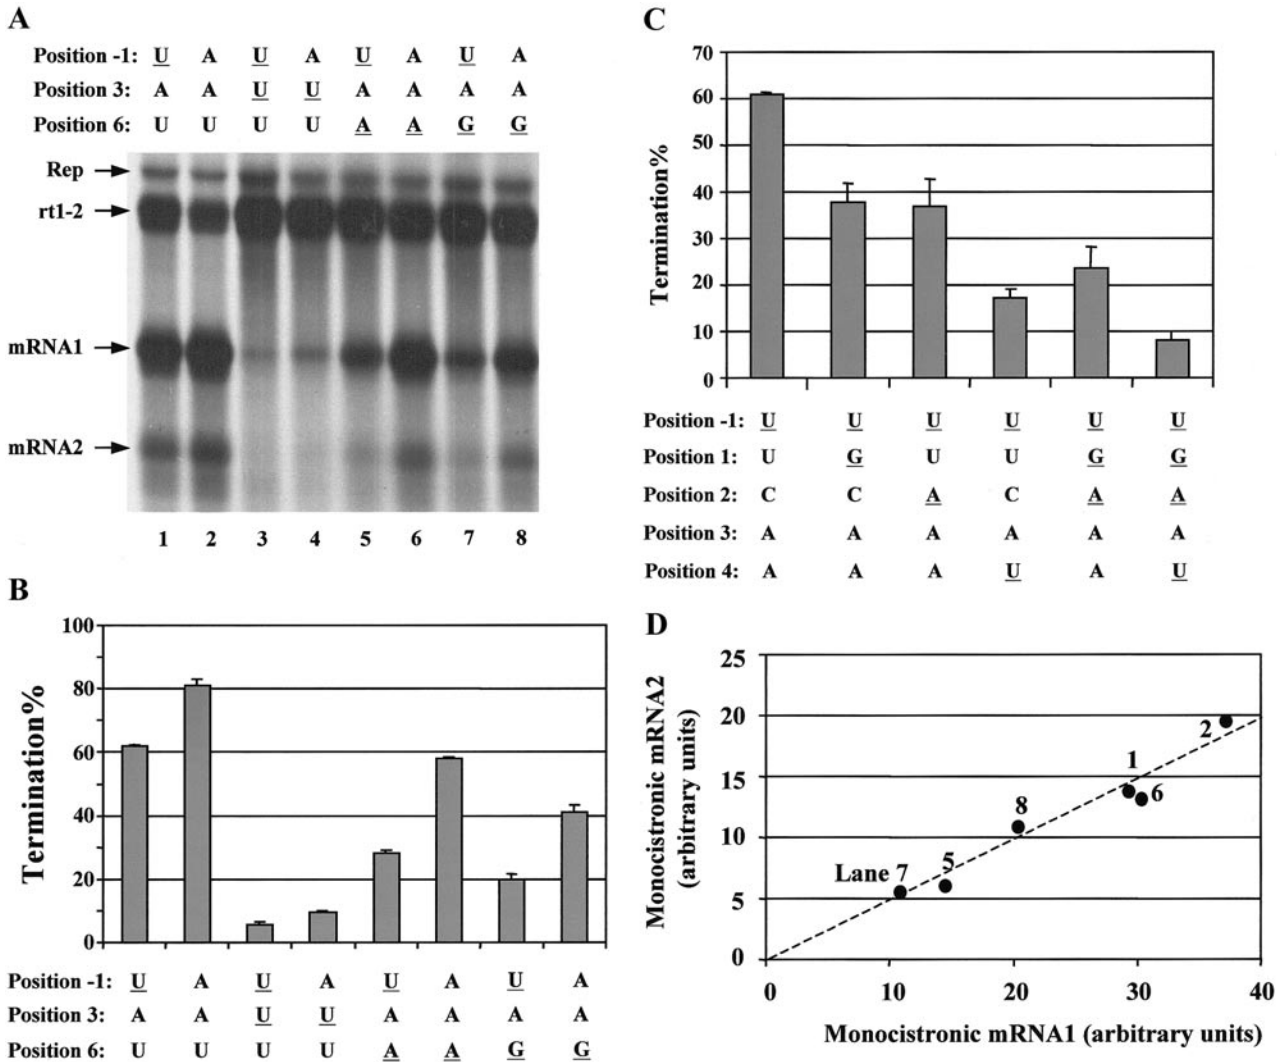 A
Position -1: U A U A U A U A
Position 3: A A U U A A A A
Position 6: U U U U A A G G
Rep
rt1-2
mRNA1
mRNA2
1 2 3 4 5 6 7 8
B
Termination%
100
80
60
40
20
0
Position -1: U A U A U A U A
Position 3: A A U U A A A A
Position 6: U U U U A A G G
C
Termination%
70
60
50
40
30
20
10
0
Position -1: U U U U U U
Position 1: U G U U G G
Position 2: C C A C A A
Position 3: A A A A A A
Position 4: A A A U A U
D
Monocistronic mRNA2
(arbitrary units)
25
20
15
10
5
0
2
1
6
8
5
Lane 7
0 10 20 30 40
Monocistronic mRNA1 (arbitrary units)